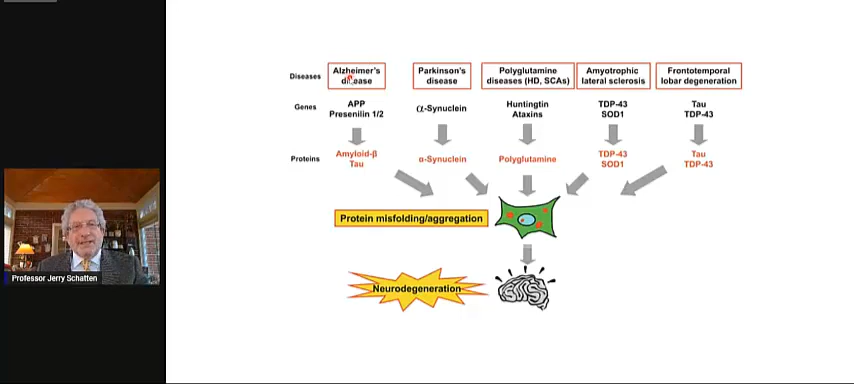 Diseases
Alzheimer's
disease
Parkinson's
disease
Polyglutamine
diseases (HD, SCAs)
Amyotrophic
lateral sclerosis
Frontotemporal
lobar degeneration
Genes
APP
Presenilin 1/2
α-Synuclein
Huntingtin
Ataxins
TDP-43
SOD1
Tau
TDP-43
Proteins
Amyloid-β
Tau
α-Synuclein
Polyglutamine
TDP-43
SOD1
Tau
TDP-43
Protein misfolding/aggregation
Neurodegeneration
Professor Jerry Schatten